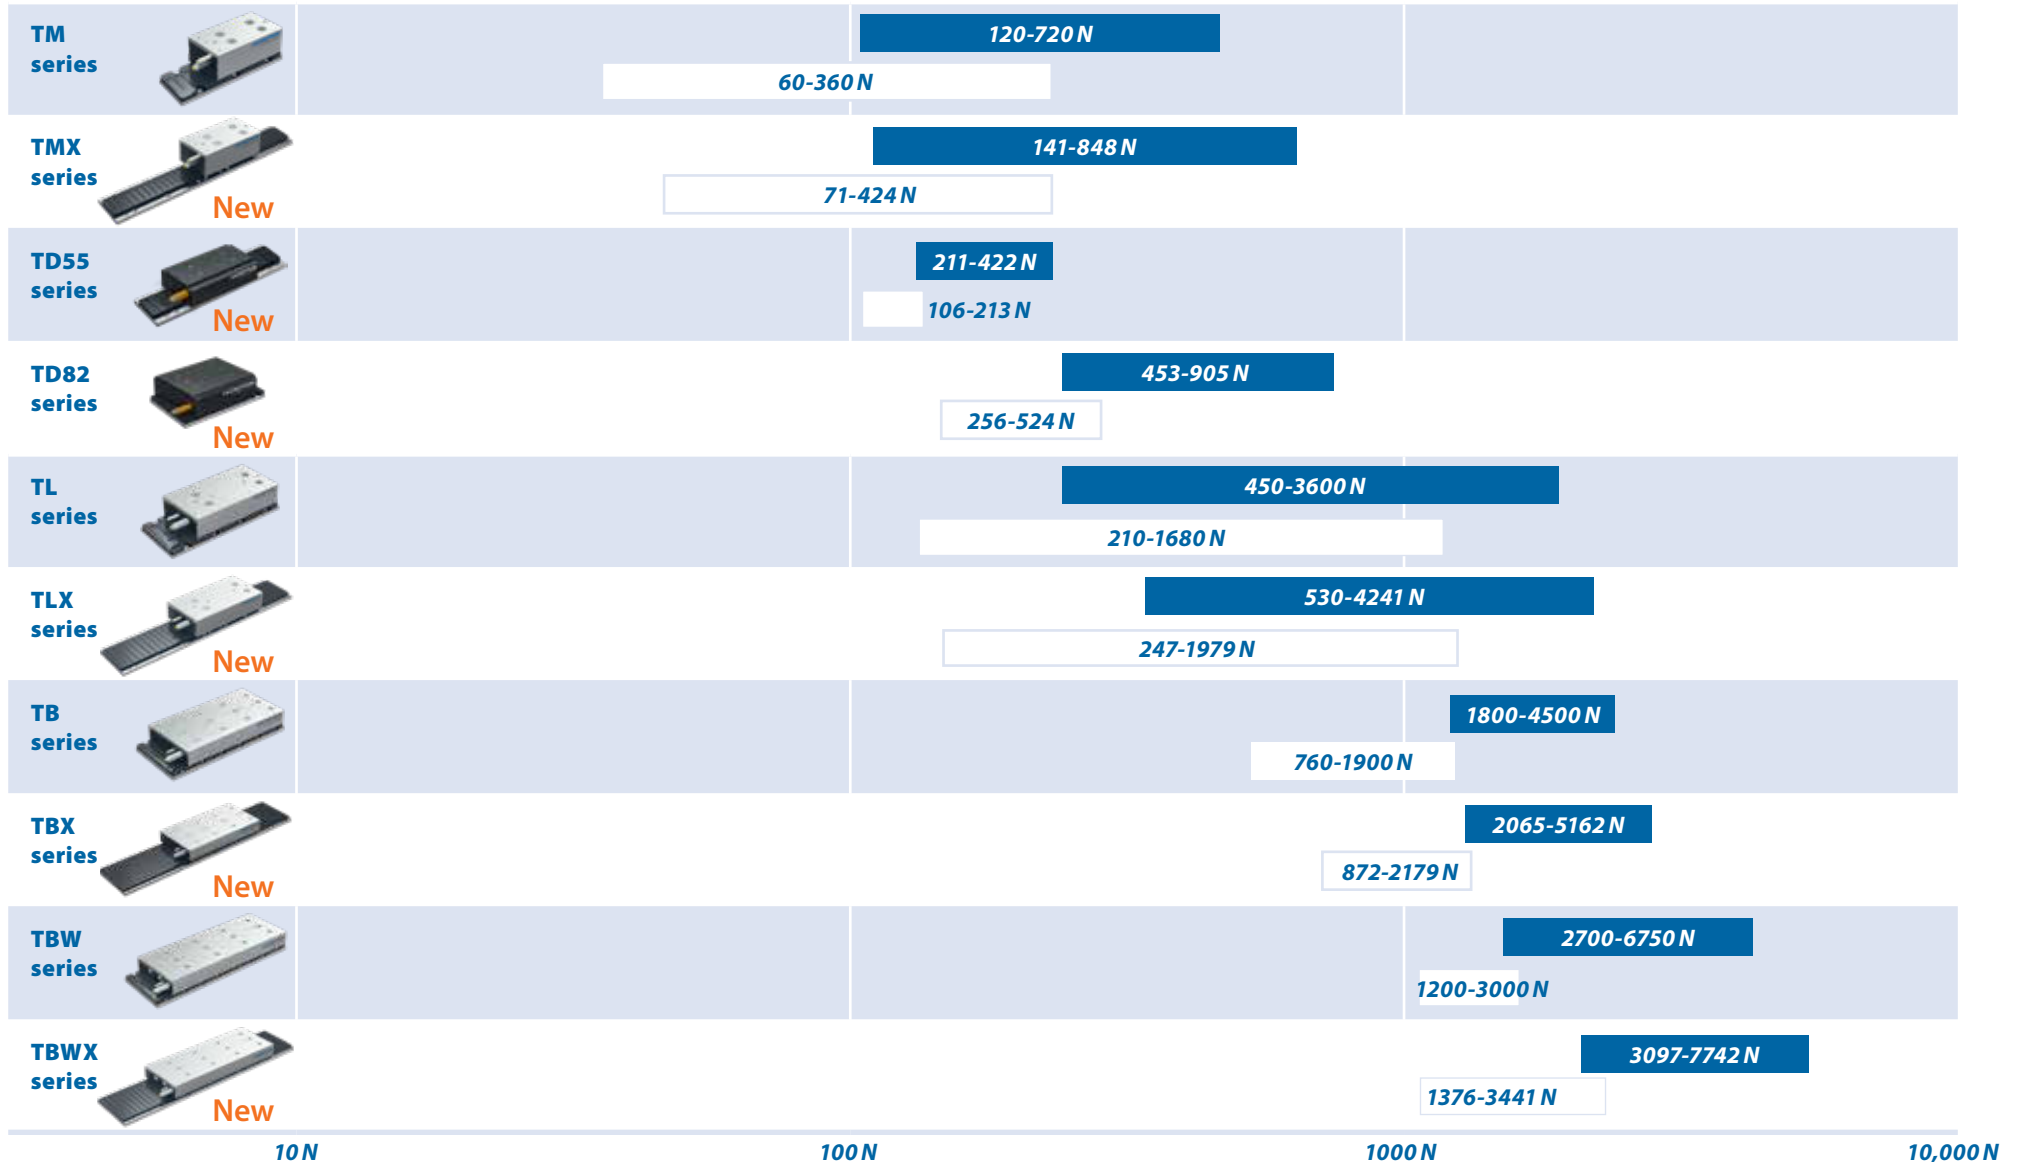 TM
series
120-720 N
60-360 N
TMX
series
New
141-848 N
71-424 N
TD55
series
New
211-422 N
106-213 N
TD82
series
New
453-905 N
256-524 N
TL
series
450-3600 N
210-1680 N
TLX
series
New
530-4241 N
247-1979 N
TB
series
1800-4500 N
760-1900 N
TBX
series
New
2065-5162 N
872-2179 N
TBW
series
2700-6750 N
1200-3000 N
TBWX
series
New
3097-7742 N
1376-3441 N
10 N 100 N 1000 N 10,000 N